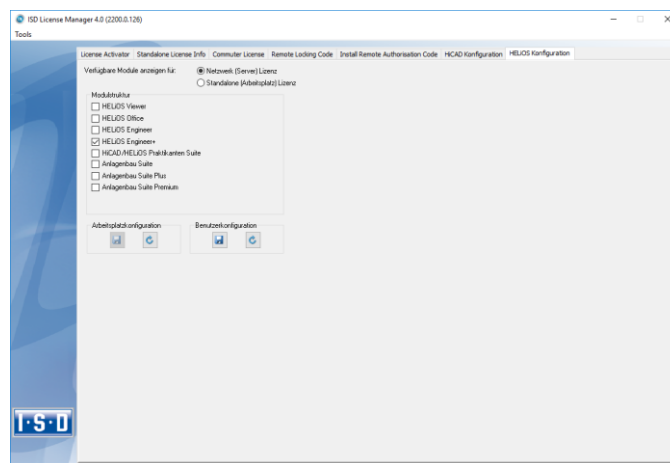 ISD License Manager 4.0 (2200.0.126)
Tools
License Activator Standalone License Info Commuter License Remote Locking Code Install Remote Authorisation Code HiCAD Konfiguration HELiOS Konfiguration
Verfügbare Module anzeigen für: Netzwerk (Server) Lizenz
Standalone (Arbeitsplatz) Lizenz
Modulstruktur
HELiOS Viewer
HELiOS Office
HELiOS Engineer
HELiOS Engineer+
HiCAD/HELiOS Praktikanten Suite
Anlagenbau Suite
Anlagenbau Suite Plus
Anlagenbau Suite Premium
Arbeitsplatzkonfiguration Benutzerkonfiguration
I·S·D